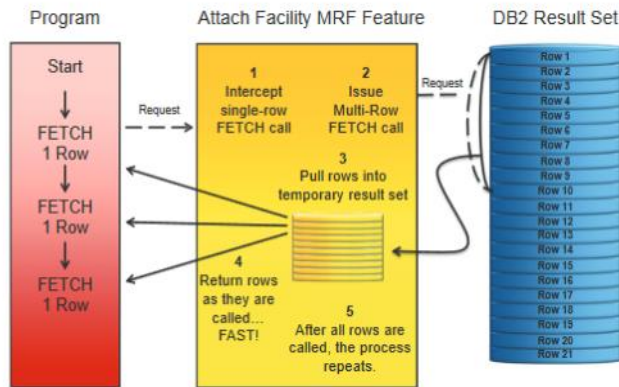 Program
Attach Facility MRF Feature
DB2 Result Set
Start
FETCH
1 Row
FETCH
1 Row
FETCH
1 Row
Request
1
Intercept
single-row
FETCH call
2
Issue
Multi-Row
FETCH call
Request
3
Pull rows into
temporary result set
4
Return rows
as they are
called...
FAST!
5
After all rows are
called, the process
repeats.
Row 1
Row 2
Row 3
Row 4
Row 5
Row 6
Row 7
Row 8
Row 9
Row 10
Row 11
Row 12
Row 13
Row 14
Row 15
Row 16
Row 17
Row 18
Row 19
Row 20
Row 21